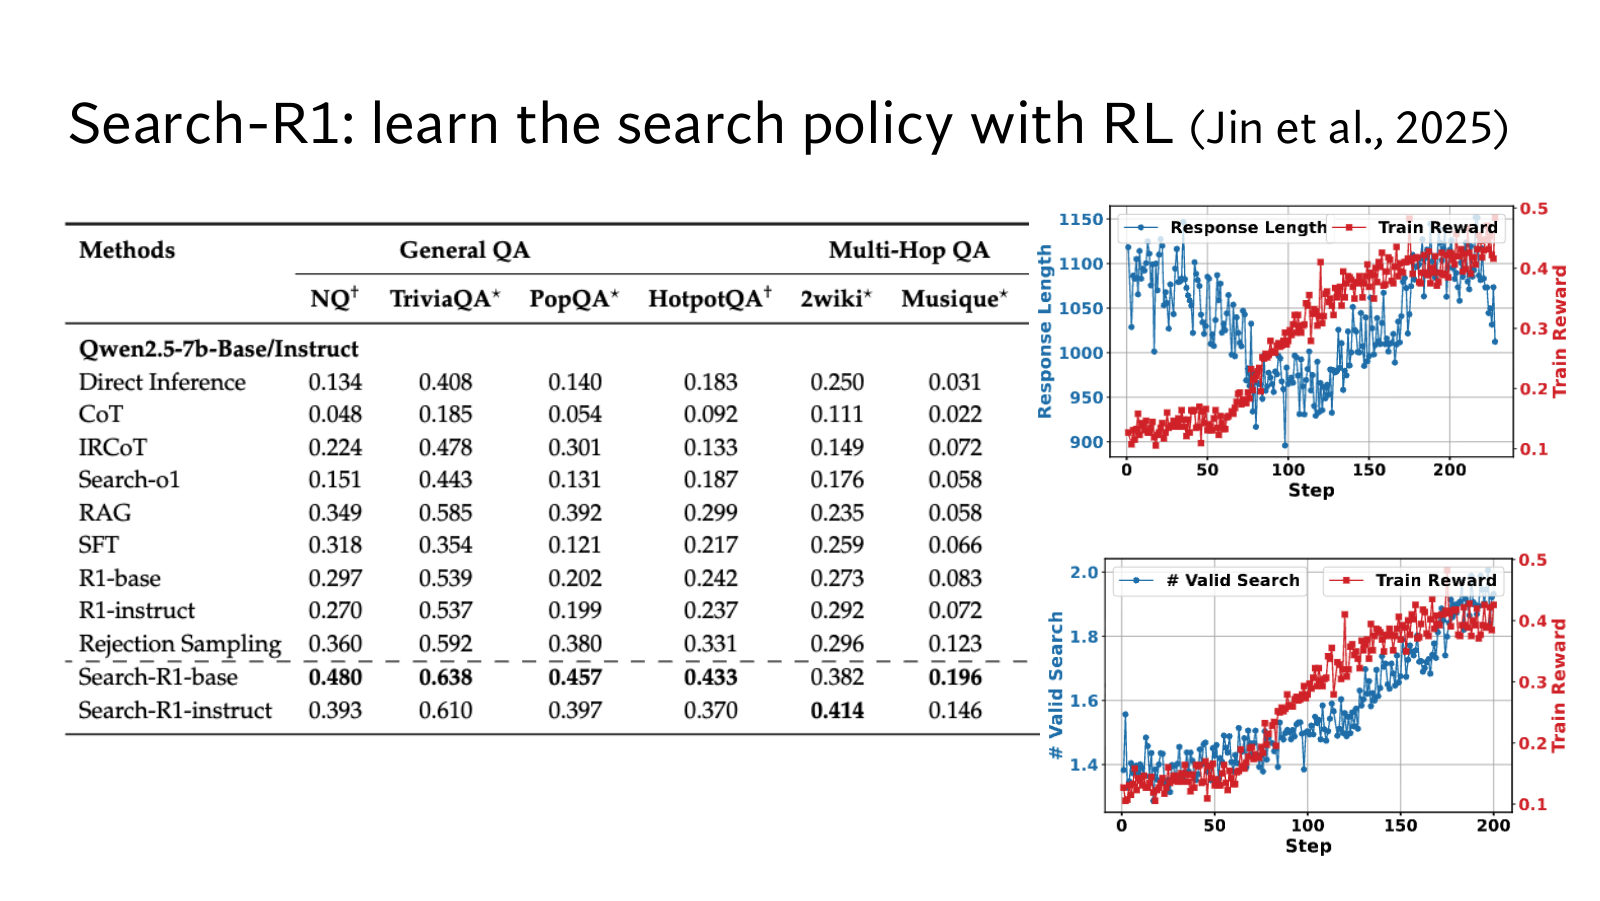 Search-R1: learn the search policy with RL (Jin et al., 2025)
Methods General QA Multi-Hop QA
NQ† TriviaQA* PopQA* HotpotQA† 2wiki* Musique*
Qwen2.5-7b-Base/Instruct
Direct Inference 0.134 0.408 0.140 0.183 0.250 0.031
CoT 0.048 0.185 0.054 0.092 0.111 0.022
IRCoT 0.224 0.478 0.301 0.133 0.149 0.072
Search-o1 0.151 0.443 0.131 0.187 0.176 0.058
RAG 0.349 0.585 0.392 0.299 0.235 0.058
SFT 0.318 0.354 0.121 0.217 0.259 0.066
R1-base 0.297 0.539 0.202 0.242 0.273 0.083
R1-instruct 0.270 0.537 0.199 0.237 0.292 0.072
Rejection Sampling 0.360 0.592 0.380 0.331 0.296 0.123
Search-R1-base 0.480 0.638 0.457 0.433 0.382 0.196
Search-R1-instruct 0.393 0.610 0.397 0.370 0.414 0.146
Response Length Train Reward
Response Length
1150
1100
1050
1000
950
900
0.5
0.4
0.3
0.2
0.1
Train Reward
0 50 100 150 200
Step
# Valid Search Train Reward
# Valid Search
2.0
1.8
1.6
1.4
0.5
0.4
0.3
0.2
0.1
Train Reward
0 50 100 150 200
Step